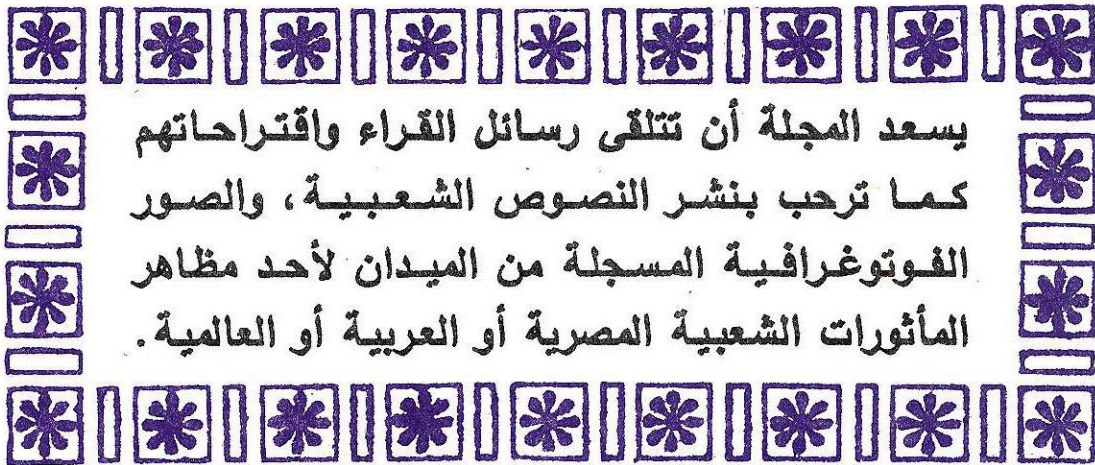 يسعد المجلة أن تتلقى رسائل القراء واقتراحاتهم
كما ترحب بنشر النصوص الشعبية، والصور
الفوتوغرافية المسجلة من الميدان لأحد مظاهر
المأثورات الشعبية المصرية أو العربية أو العالمية.